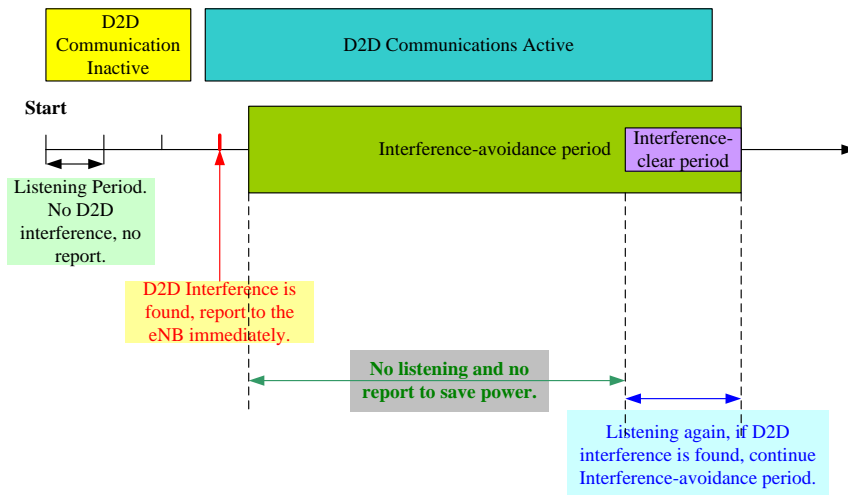 D2D
Communication
Inactive
D2D Communications Active
Start
Interference-avoidance period
Interference-
clear period
Listening Period.
No D2D
interference, no
report.
D2D Interference is
found, report to the
eNB immediately.
No listening and no
report to save power.
Listening again, if D2D
interference is found, continue
Interference-avoidance period.